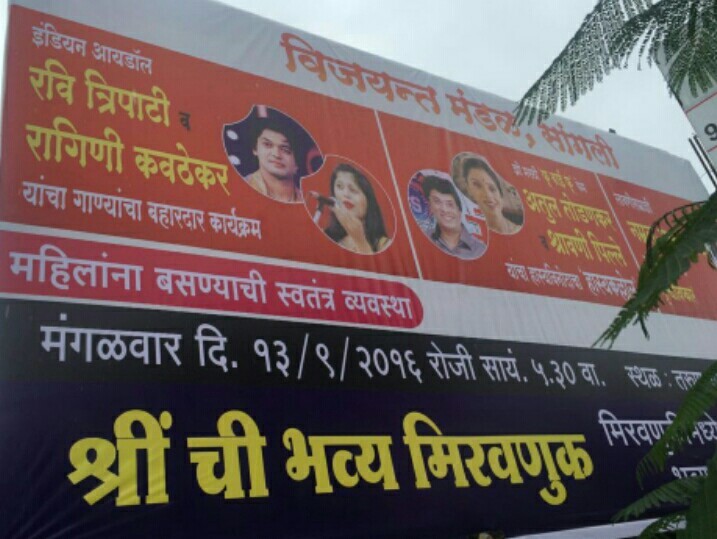 विजयन्त मंडळ, सांगली
इंडियन आयडॉल
रवि त्रिपाटी व
रागिणी कवठेकर
यांचा गाण्यांचा बहारदार कार्यक्रम
अतुल तोडणकर
व श्रावणी पिल्ले
यांचा
महिलांना बसण्याची स्वतंत्र व्यवस्था
मंगळवार दि. १३/९/२०१६ रोजी सायं. ५.३० वा. स्थळ :
श्रीं ची भव्य मिरवणुक